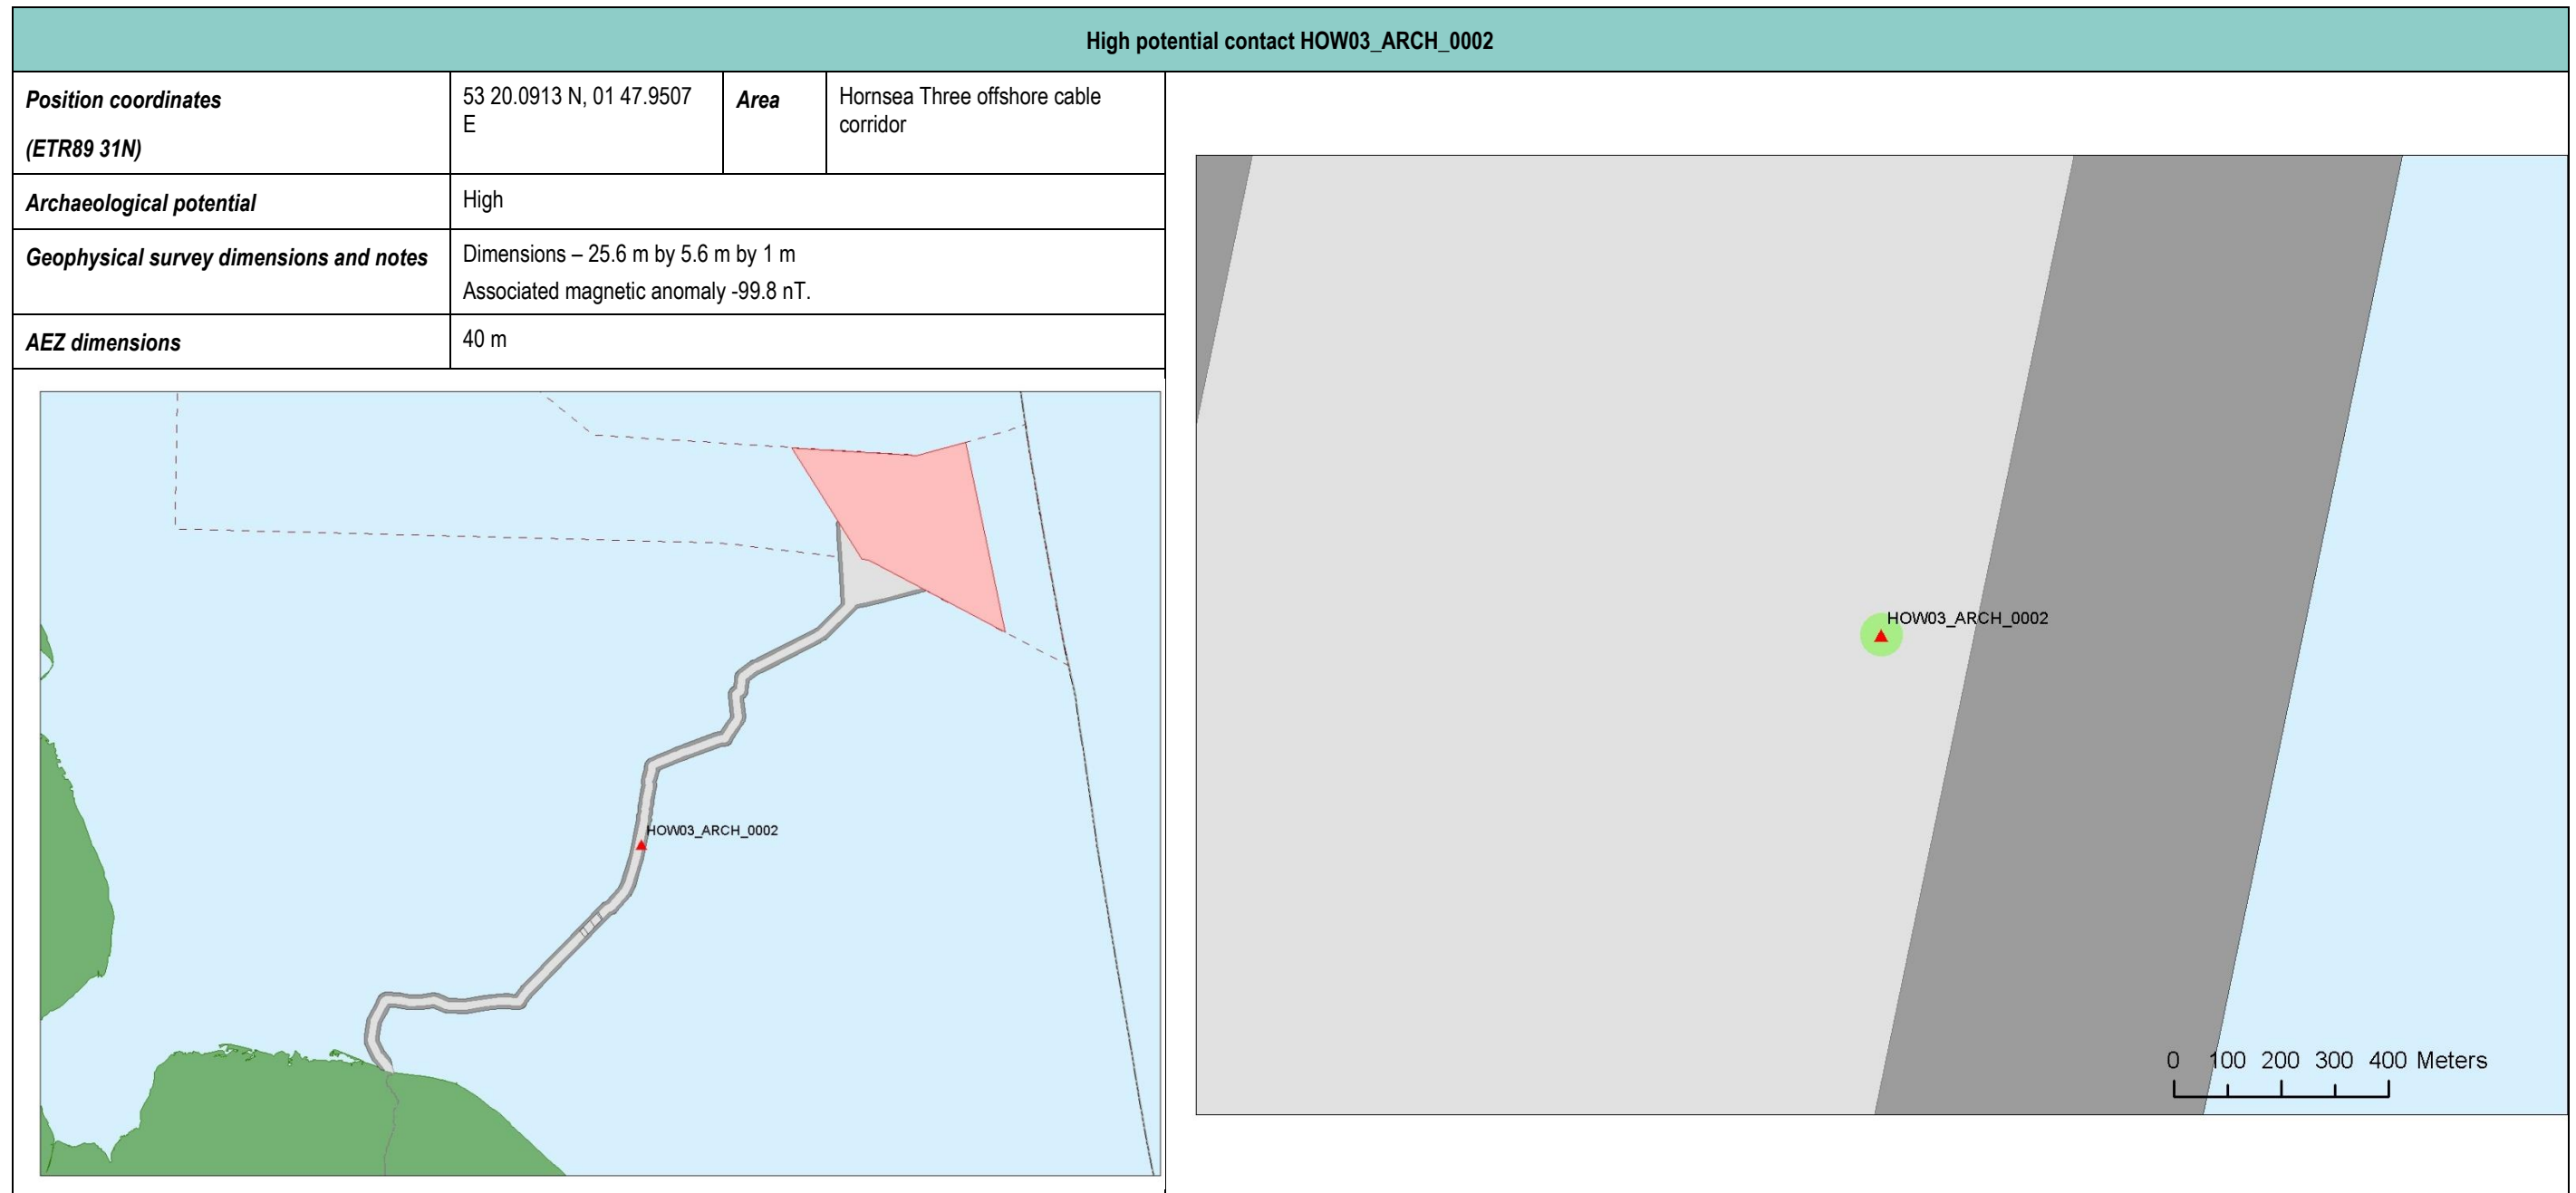 High potential contact HOW03_ARCH_0002
Position coordinates
(ETR89 31N)
53 20.0913 N, 01 47.9507
E
Area
Hornsea Three offshore cable
corridor
Archaeological potential
High
Geophysical survey dimensions and notes
Dimensions – 25.6 m by 5.6 m by 1 m
Associated magnetic anomaly -99.8 nT.
AEZ dimensions
40 m
HOW03_ARCH_0002
HOW03_ARCH_0002
0 100 200 300 400 Meters